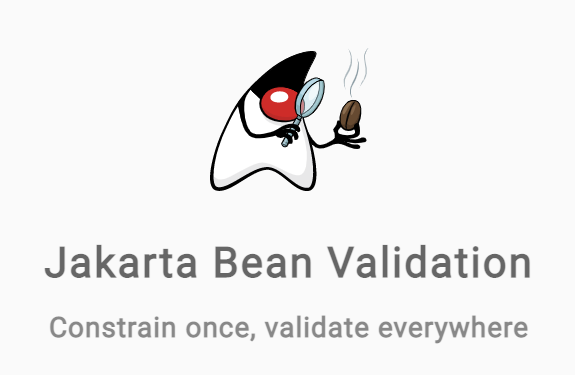 Jakarta Bean Validation
Constrain once, validate everywhere